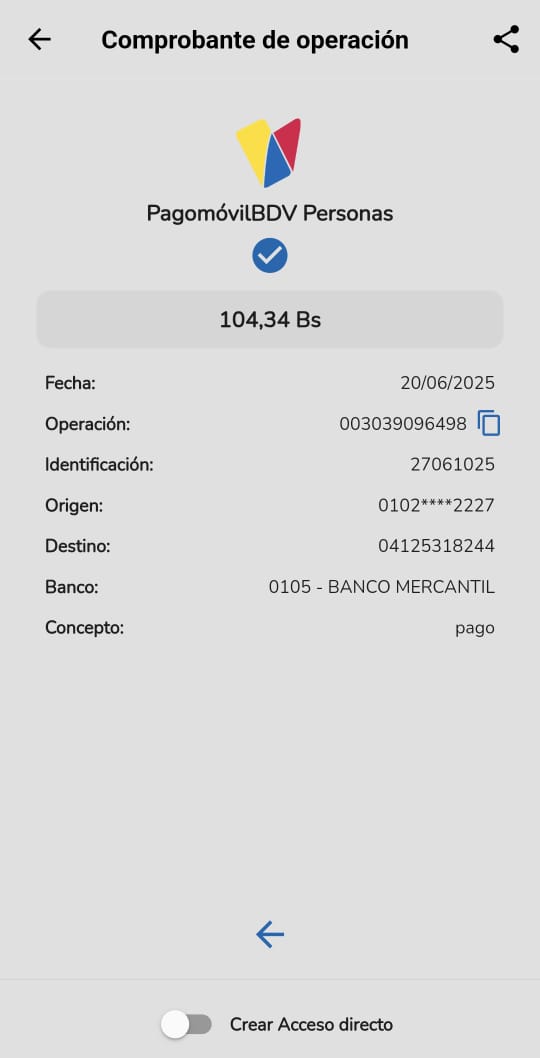 Comprobante de operación
PagomóvilBDV Personas
104,34 Bs
Fecha: 20/06/2025
Operación: 003039096498
Identificación: 27061025
Origen: 0102****2227
Destino: 04125318244
Banco: 0105 - BANCO MERCANTIL
Concepto: pago
Crear Acceso directo